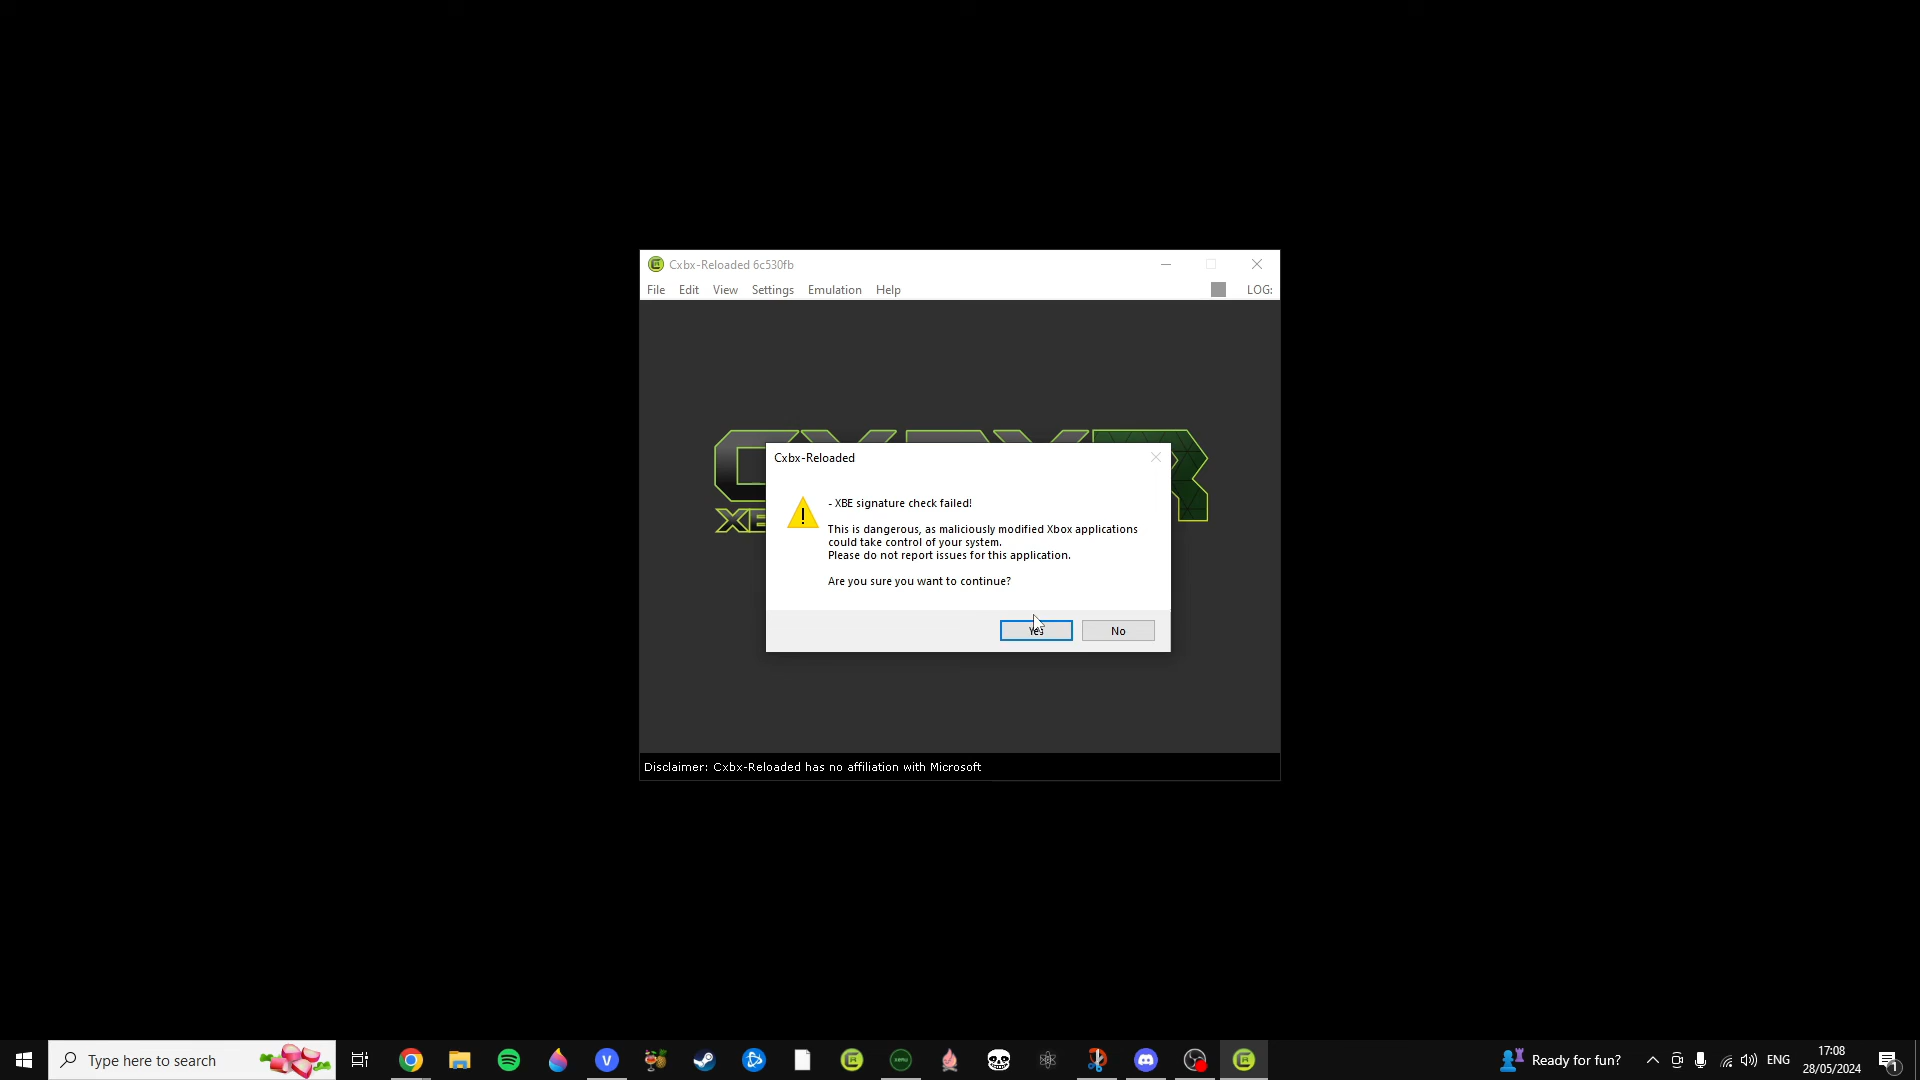 Cxbx-Reloaded 6c530fb
File Edit View Settings Emulation Help LOG:
Cxbx-Reloaded
- XBE signature check failed!
This is dangerous, as maliciously modified Xbox applications
could take control of your system.
Please do not report issues for this application.
Are you sure you want to continue?
Yes No
Disclaimer: Cxbx-Reloaded has no affiliation with Microsoft
Type here to search
Ready for fun?
ENG
17:08
28/05/2024
1